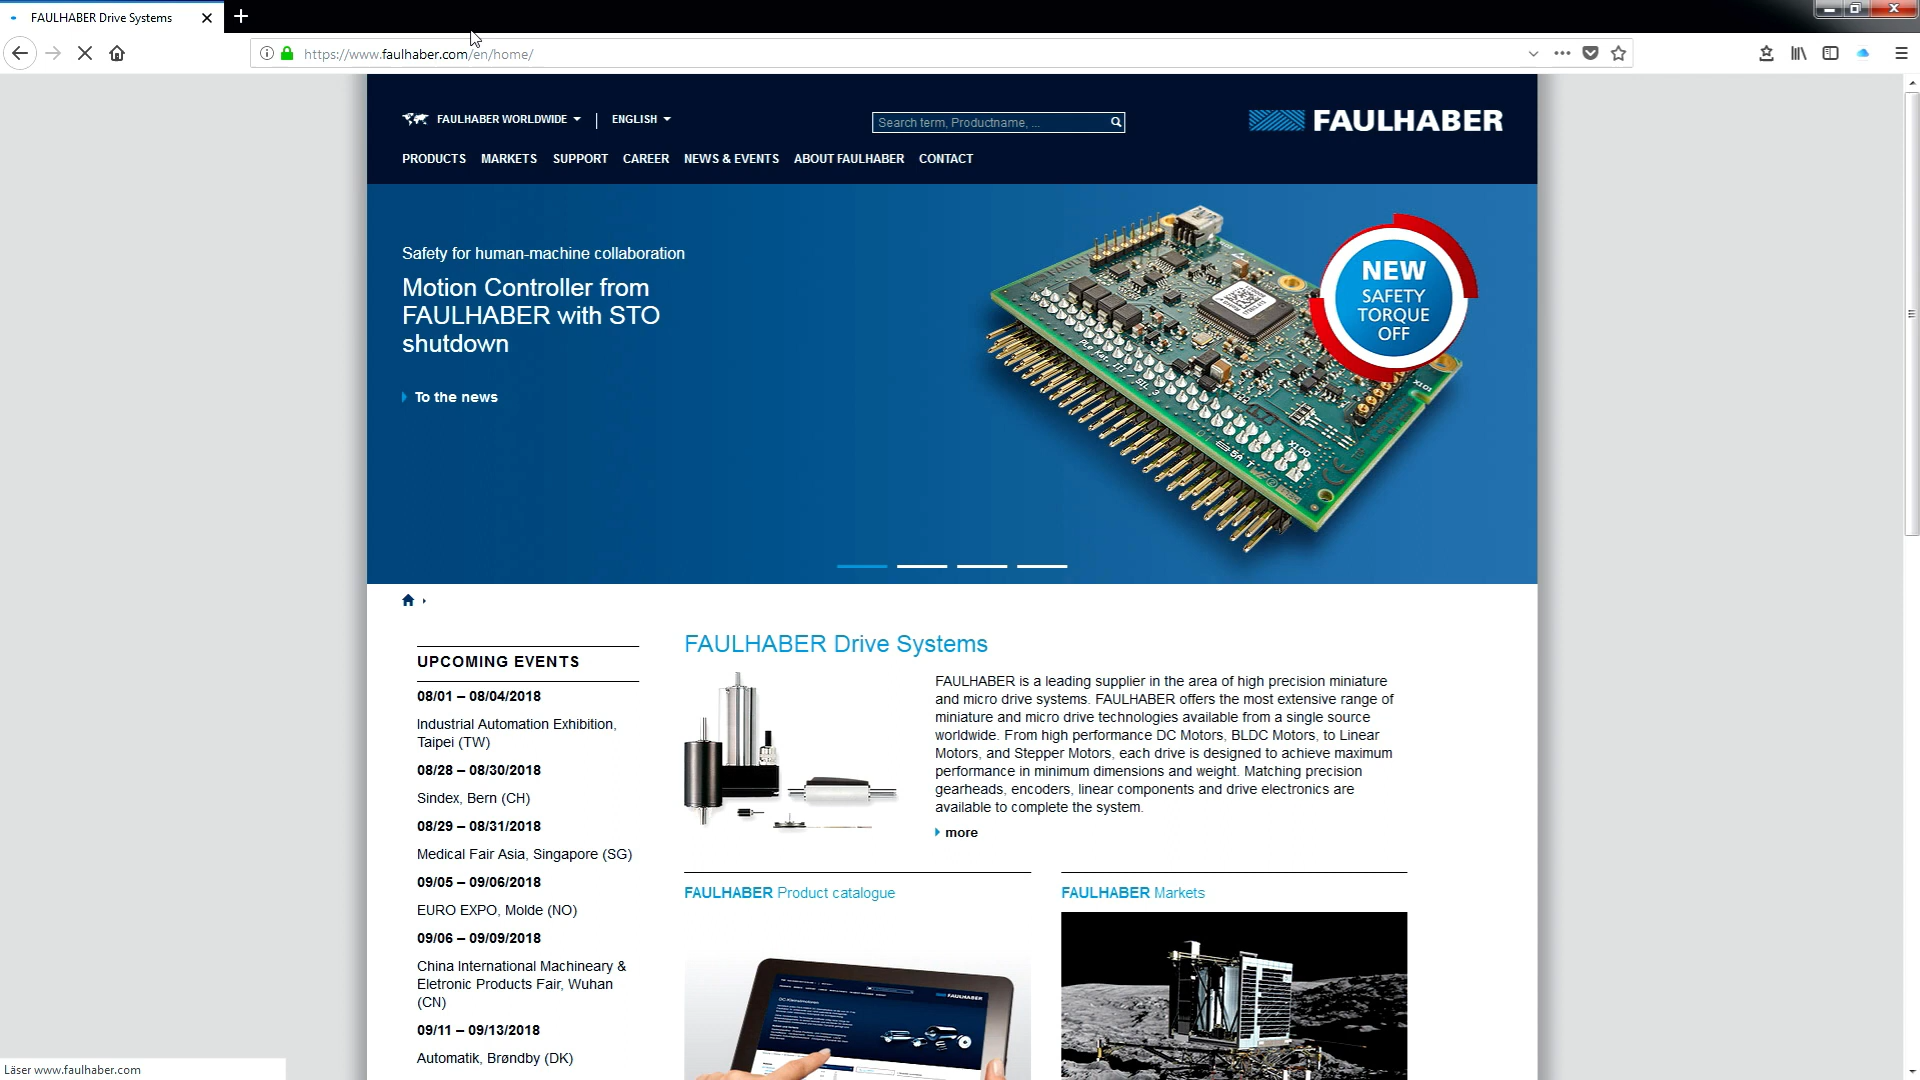 FAULHABER Drive Systems
https://www.faulhaber.com/en/home/
FAULHABER WORLDWIDE
ENGLISH
Search term, Productname, ...
FAULHABER
PRODUCTS MARKETS SUPPORT CAREER NEWS & EVENTS ABOUT FAULHABER CONTACT
Safety for human-machine collaboration
Motion Controller from
FAULHABER with STO
shutdown
To the news
NEW
SAFETY
TORQUE
OFF
X100
X101
FAULHABER Drive Systems
UPCOMING EVENTS
08/01 – 08/04/2018
Industrial Automation Exhibition,
Taipei (TW)
08/28 – 08/30/2018
Sindex, Bern (CH)
08/29 – 08/31/2018
Medical Fair Asia, Singapore (SG)
09/05 – 09/06/2018
EURO EXPO, Molde (NO)
09/06 – 09/09/2018
China International Machineary &
Eletronic Products Fair, Wuhan
(CN)
09/11 – 09/13/2018
Automatik, Brøndby (DK)
FAULHABER is a leading supplier in the area of high precision miniature
and micro drive systems. FAULHABER offers the most extensive range of
miniature and micro drive technologies available from a single source
worldwide. From high performance DC Motors, BLDC Motors, to Linear
Motors, and Stepper Motors, each drive is designed to achieve maximum
performance in minimum dimensions and weight. Matching precision
gearheads, encoders, linear components and drive electronics are
available to complete the system.
more
FAULHABER Product catalogue
FAULHABER Markets
FAULHABER
Läser www.faulhaber.com